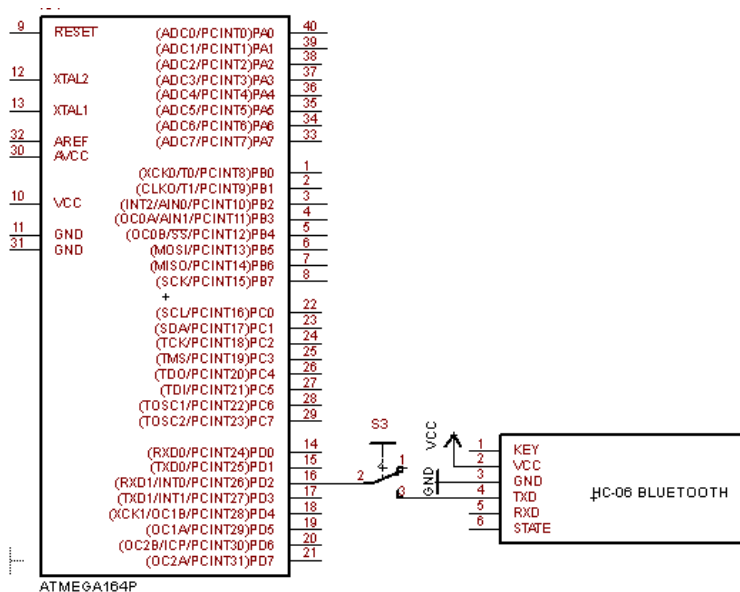 9 RESET (ADC0/PCINT0)PA0 40
(ADC1/PCINT1)PA1 39
(ADC2/PCINT2)PA2 38
12 XTAL2 (ADC3/PCINT3)PA3 37
(ADC4/PCINT4)PA4 36
13 XTAL1 (ADC5/PCINT5)PA5 35
(ADC6/PCINT6)PA6 34
32 AREF (ADC7/PCINT7)PA7 33
30 AVCC
(XCK0/T0/PCINT8)PB0 1
(CLKO/T1/PCINT9)PB1 2
10 VCC (INT2/AIN0/PCINT10)PB2 3
(OC0A/AIN1/PCINT11)PB3 4
11 GND (OC0B/SS/PCINT12)PB4 5
31 GND (MOSI/PCINT13)PB5 6
(MISO/PCINT14)PB6 7
(SCK/PCINT15)PB7 8
(SCL/PCINT16)PC0 22
(SDA/PCINT17)PC1 23
(TCK/PCINT18)PC2 24
(TMS/PCINT19)PC3 25
(TDO/PCINT20)PC4 26
(TDI/PCINT21)PC5 27
(TOSC1/PCINT22)PC6 28
(TOSC2/PCINT23)PC7 29
(RXD0/PCINT24)PD0 14
(TXD0/PCINT25)PD1 15
(RXD1/INT0/PCINT26)PD2 16
(TXD1/INT1/PCINT27)PD3 17
(XCK1/OC1B/PCINT28)PD4 18
(OC1A/PCINT29)PD5 19
(OC2B/ICP/PCINT30)PD6 20
(OC2A/PCINT31)PD7 21
ATMEGA164P
S3
2
1
3
VCC
GND
1 KEY
2 VCC
3 GND
4 TXD
5 RXD
6 STATE
HC-06 BLUETOOTH